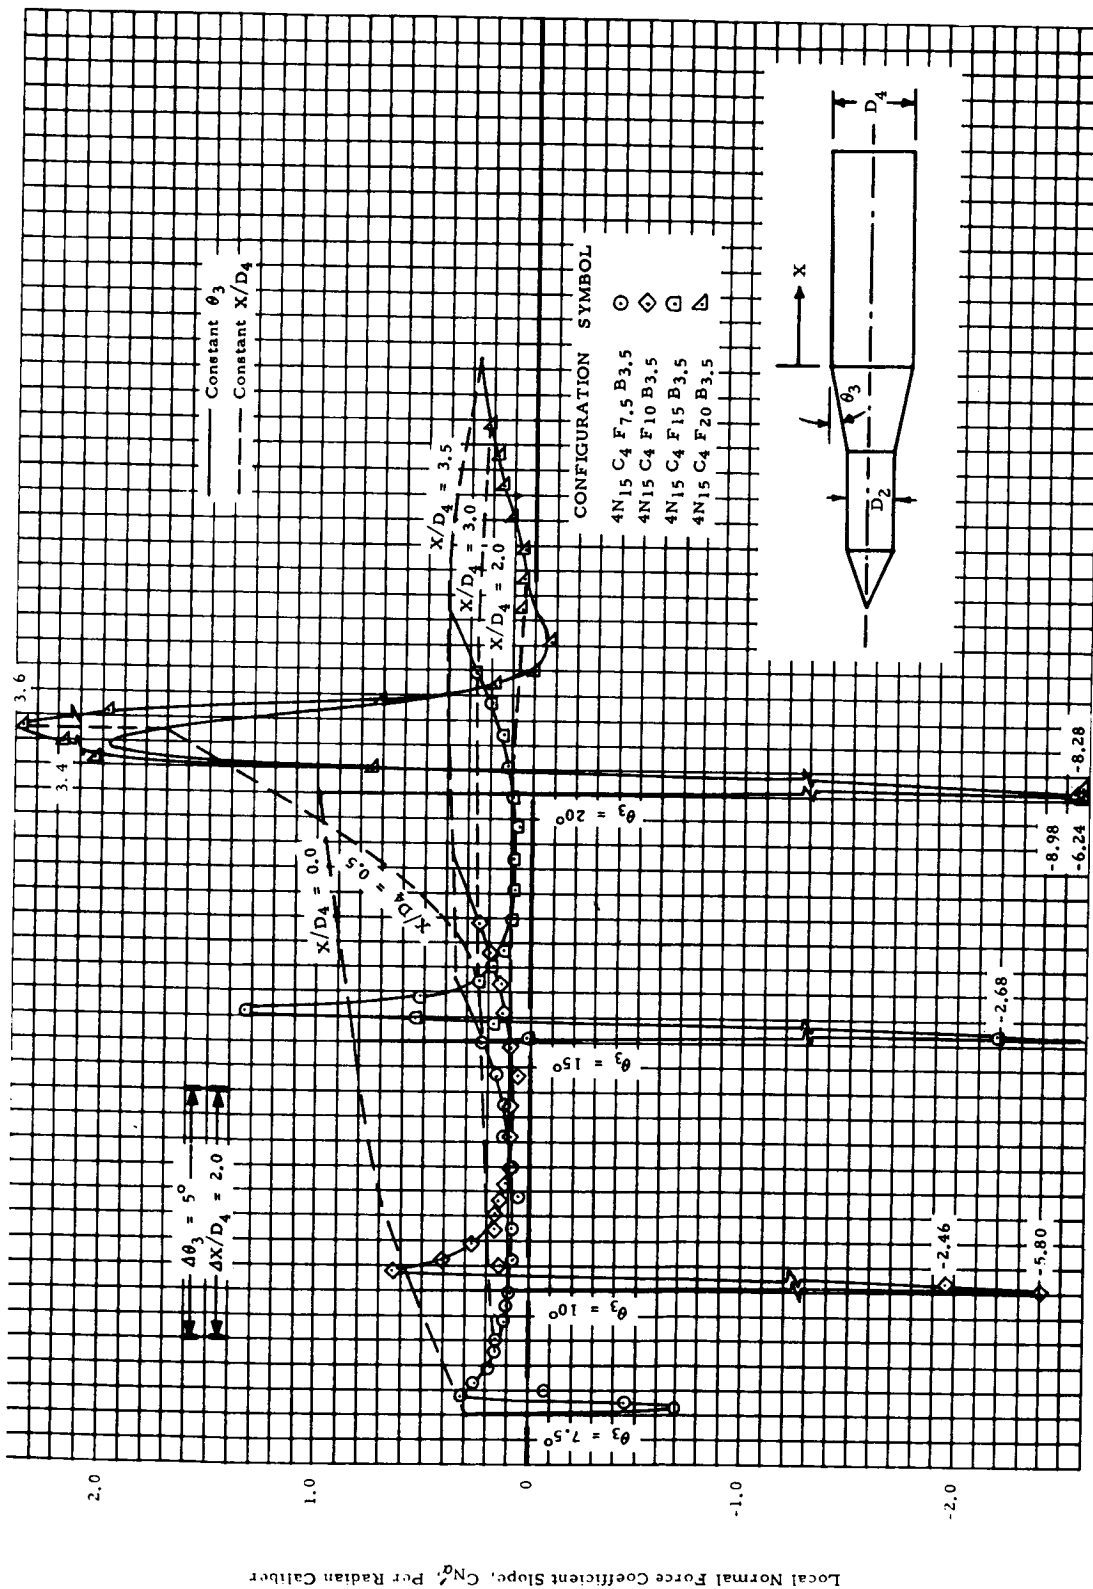 3.6
3.4
Constant θ3
Constant X/D4
Δθ3 = 5°
ΔX/D4 = 2.0
X/D4 = 0.0
X/D4 = 0.5
X/D4 = 3.5
X/D4 = 3.0
X/D4 = 2.0
2.0
1.0
0
-1.0
-2.0
θ3 = 7.5°
θ3 = 10°
θ3 = 15°
θ3 = 20°
-2.46
-5.80
-2.68
-8.98
-6.24
-8.28
CONFIGURATION SYMBOL
4N15 C4 F7.5 B3.5
4N15 C4 F10 B3.5
4N15 C4 F15 B3.5
4N15 C4 F20 B3.5
X
θ3
D2
D4
Local Normal Force Coefficient Slope, CNα′, Per Radian Caliber